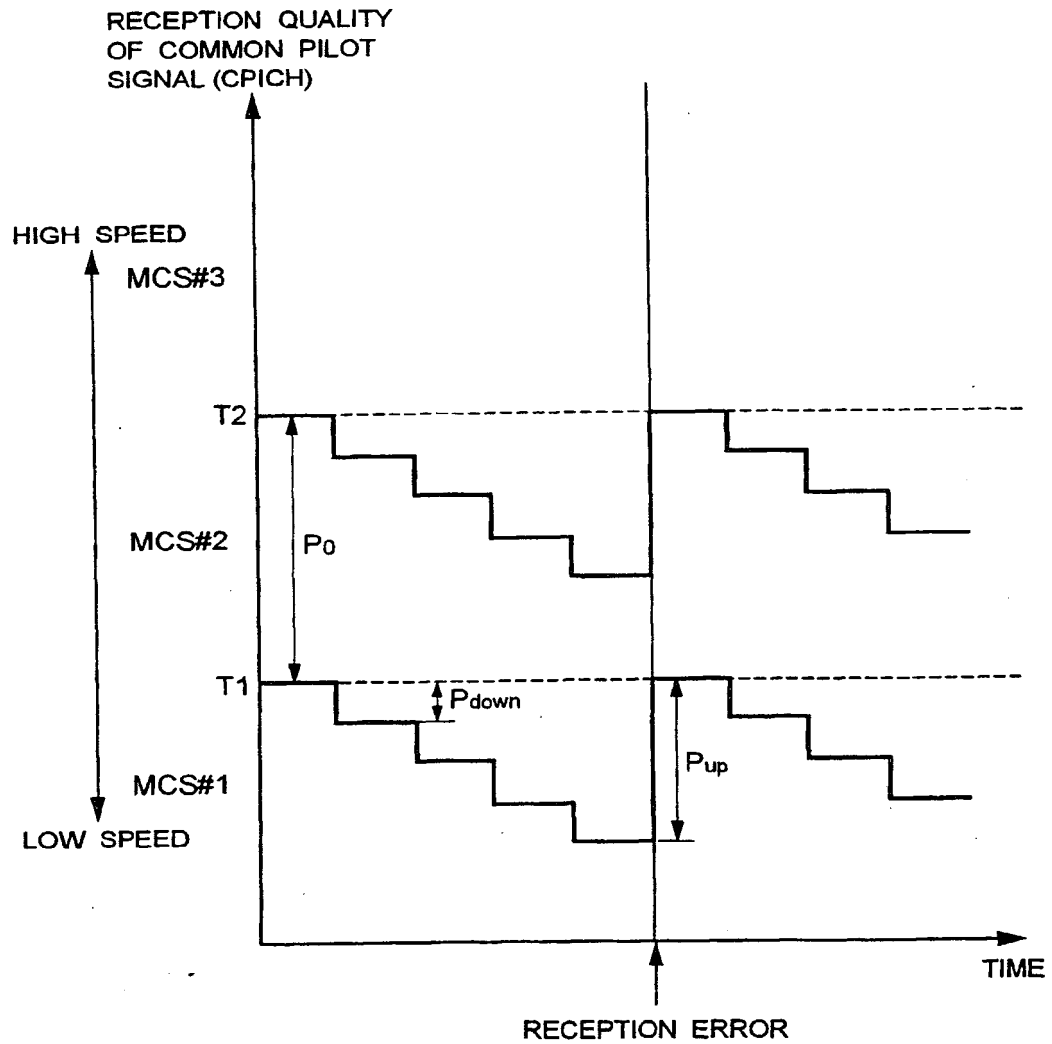 RECEPTION QUALITY
OF COMMON PILOT
SIGNAL (CPICH)
HIGH SPEED
MCS#3
T2
MCS#2
P0
T1
Pdown
Pup
MCS#1
LOW SPEED
TIME
RECEPTION ERROR